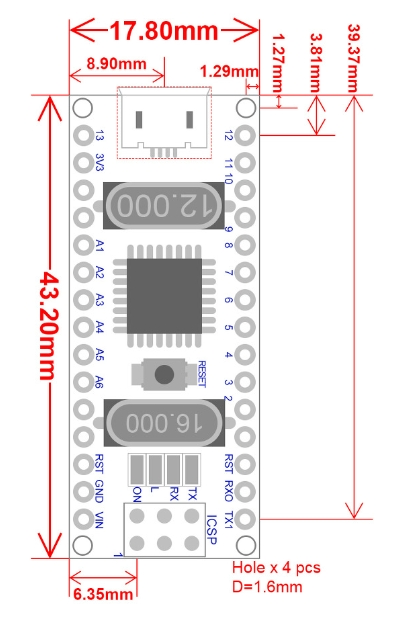 17.80mm
8.90mm
1.29mm
1.27mm
3.81mm
39.37mm
43.20mm
6.35mm
13
3V3
A1
A2
A3
A4
A5
A6
RST
GND
VIN
12
11
10
9
8
7
6
5
4
3
2
RST
RX0
TX1
12.000
RESET
16.000
ON
L
RX
TX
ICSP
1
Hole x 4 pcs
D=1.6mm